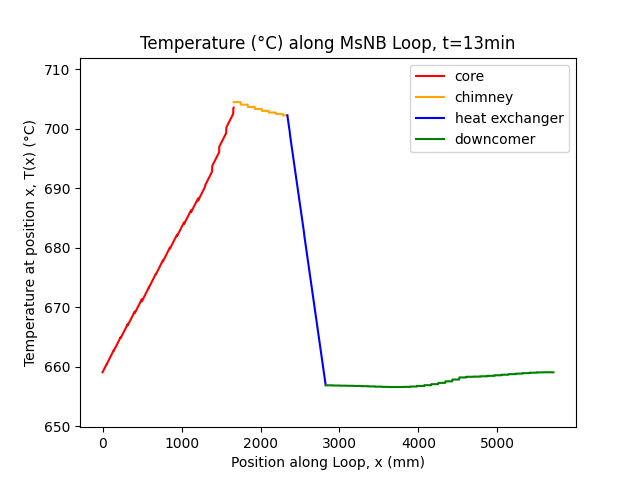 Temperature (°C) along MsNB Loop, t=13min
Temperature at position x, T(x) (°C)
710
700
690
680
670
660
650
core
chimney
heat exchanger
downcomer
0 1000 2000 3000 4000 5000
Position along Loop, x (mm)